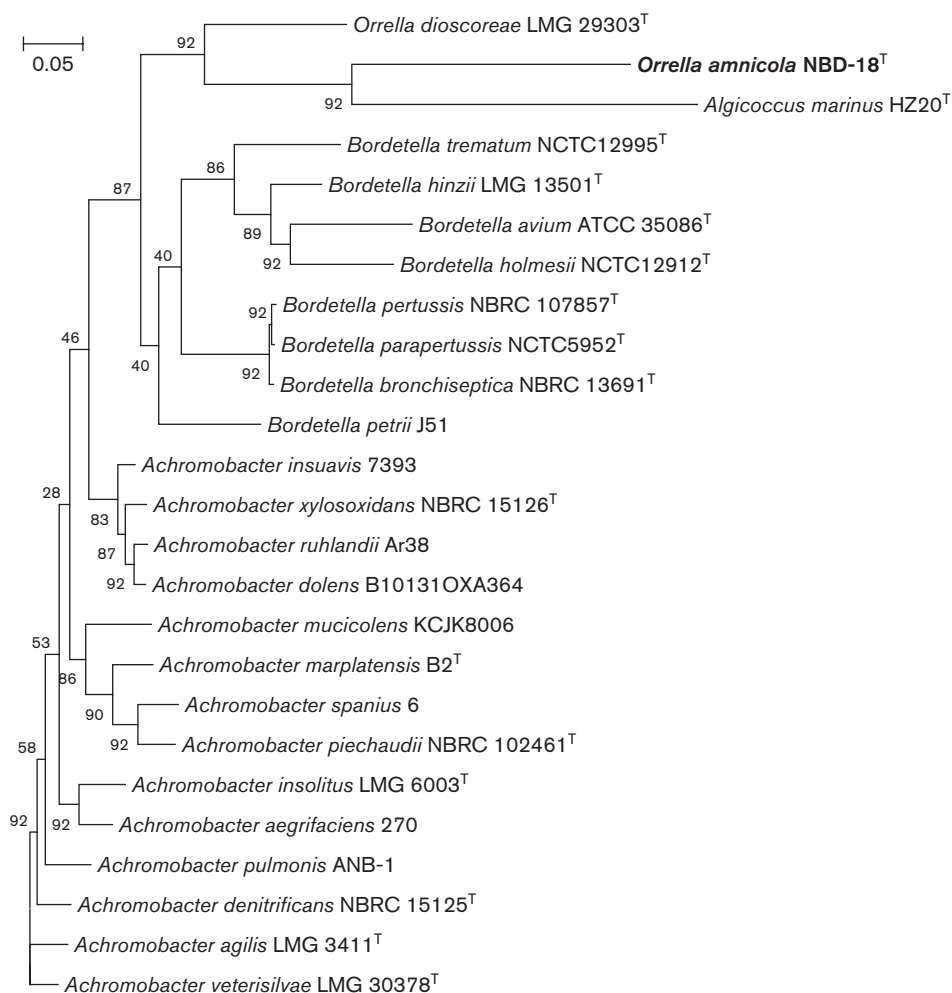 Orrella dioscoreae LMG 29303ᵀ
92
0.05
Orrella amnicola NBD-18ᵀ
92
Algicoccus marinus HZ20ᵀ
Bordetella trematum NCTC12995ᵀ
86
Bordetella hinzii LMG 13501ᵀ
87
Bordetella avium ATCC 35086ᵀ
89
Bordetella holmesii NCTC12912ᵀ
92
40
Bordetella pertussis NBRC 107857ᵀ
92
Bordetella parapertussis NCTC5952ᵀ
46
40
92
Bordetella bronchiseptica NBRC 13691ᵀ
Bordetella petrii J51
Achromobacter insuavis 7393
28
Achromobacter xylosoxidans NBRC 15126ᵀ
83
Achromobacter ruhlandii Ar38
87
Achromobacter dolens B10131OXA364
92
Achromobacter mucicolens KCJK8006
53
Achromobacter marplatensis B2ᵀ
86
Achromobacter spanius 6
90
Achromobacter piechaudii NBRC 102461ᵀ
92
58
Achromobacter insolitus LMG 6003ᵀ
92
Achromobacter aegrifaciens 270
92
Achromobacter pulmonis ANB-1
Achromobacter denitrificans NBRC 15125ᵀ
Achromobacter agilis LMG 3411ᵀ
Achromobacter veterisilvae LMG 30378ᵀ